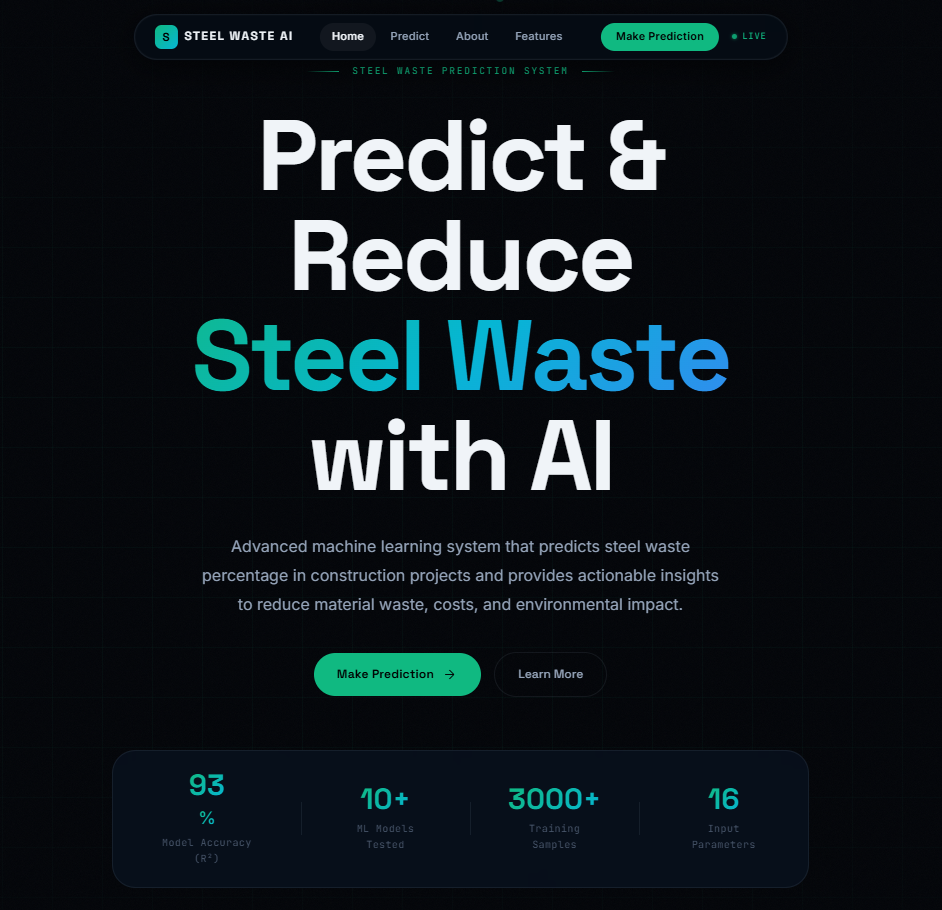 S STEEL WASTE AI Home Predict About Features Make Prediction LIVE
STEEL WASTE PREDICTION SYSTEM
Predict &
Reduce
Steel Waste
with AI
Advanced machine learning system that predicts steel waste
percentage in construction projects and provides actionable insights
to reduce material waste, costs, and environmental impact.
Make Prediction → Learn More
93
%
Model Accuracy
(R²)
10+
ML Models
Tested
3000+
Training
Samples
16
Input
Parameters